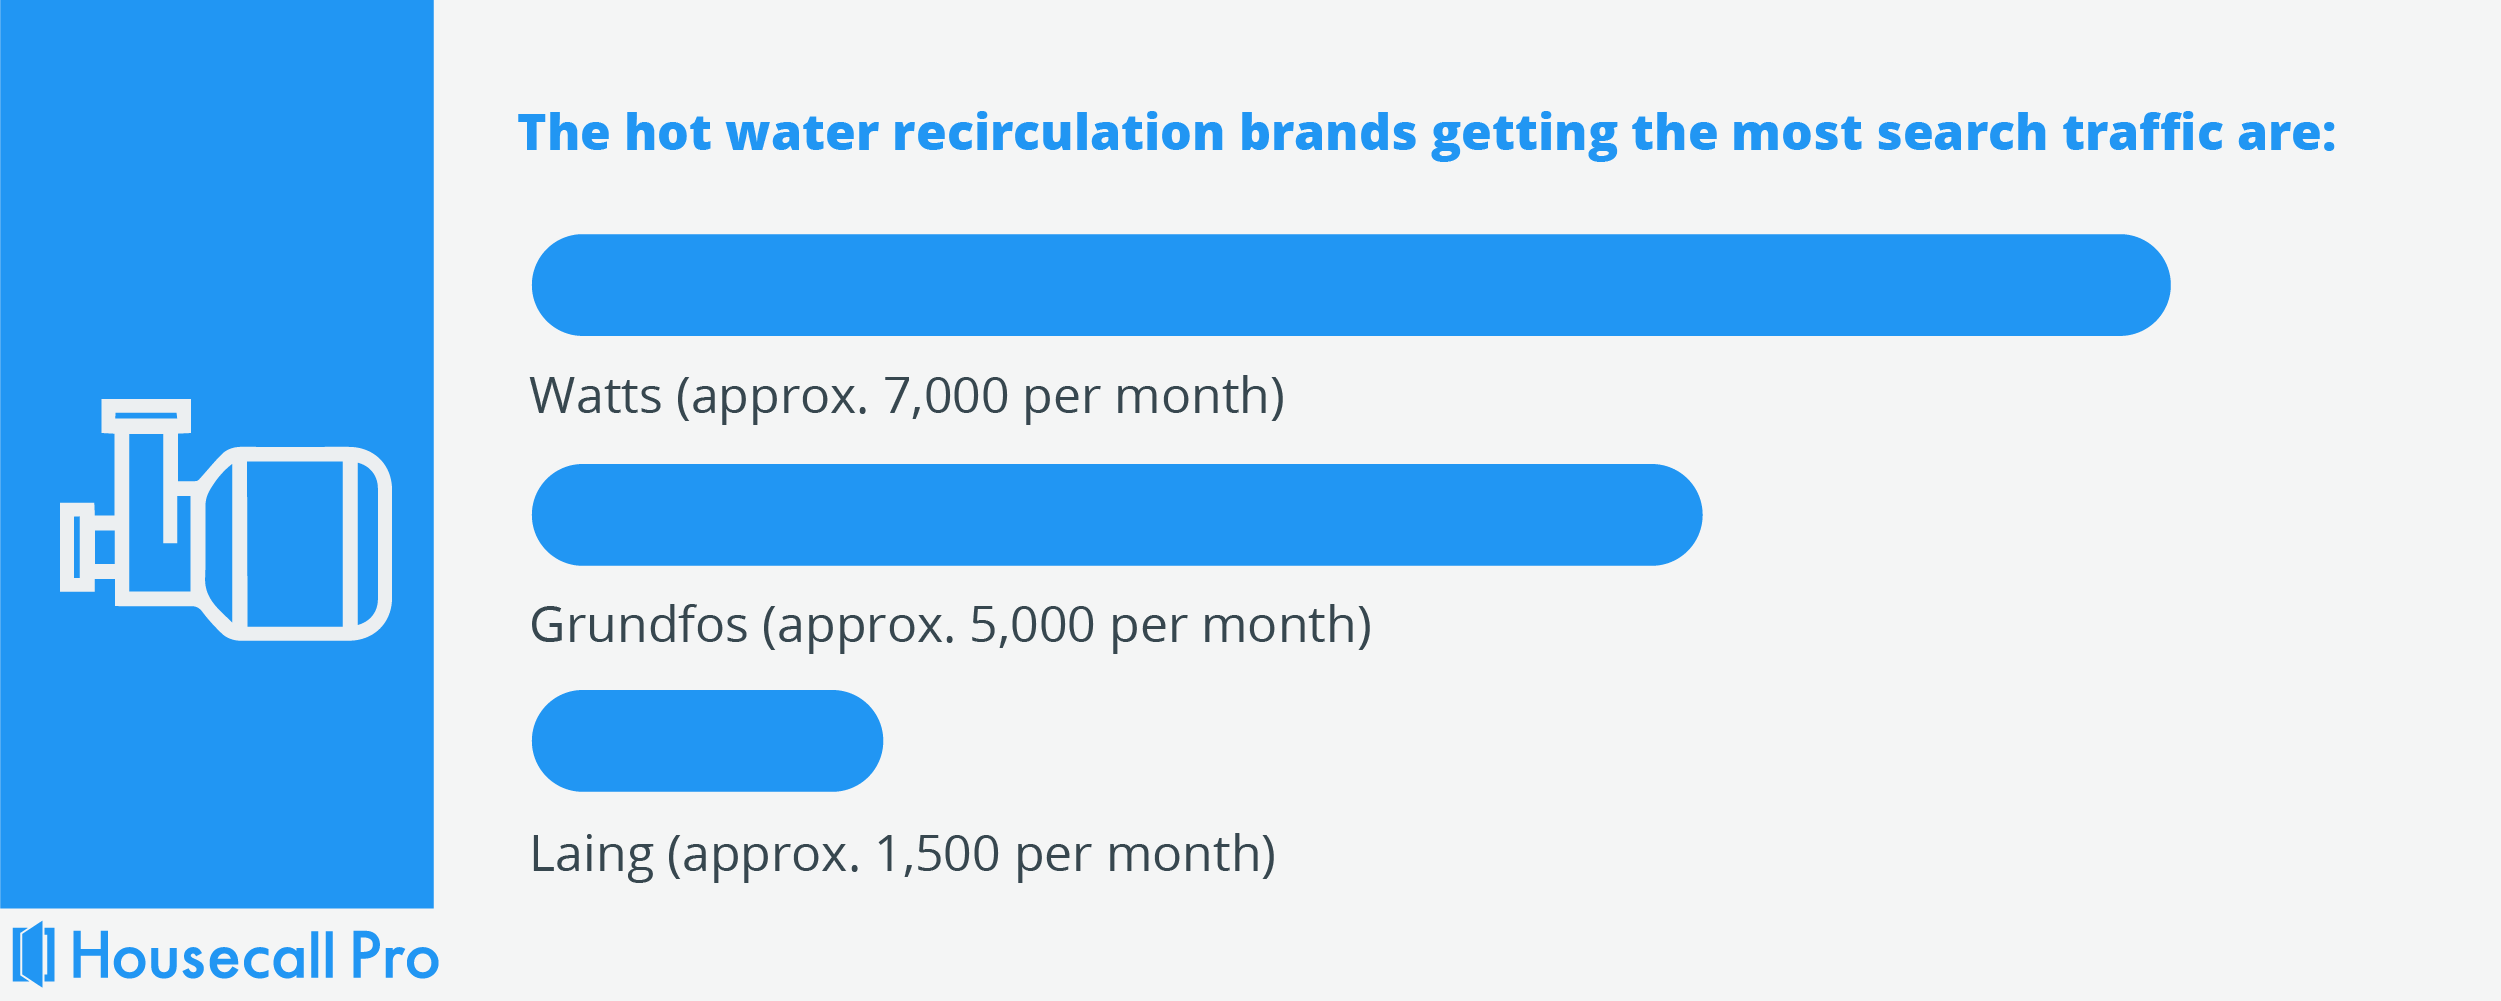 The hot water recirculation brands getting the most search traffic are:
Watts (approx. 7,000 per month)
Grundfos (approx. 5,000 per month)
Laing (approx. 1,500 per month)
Housecall Pro